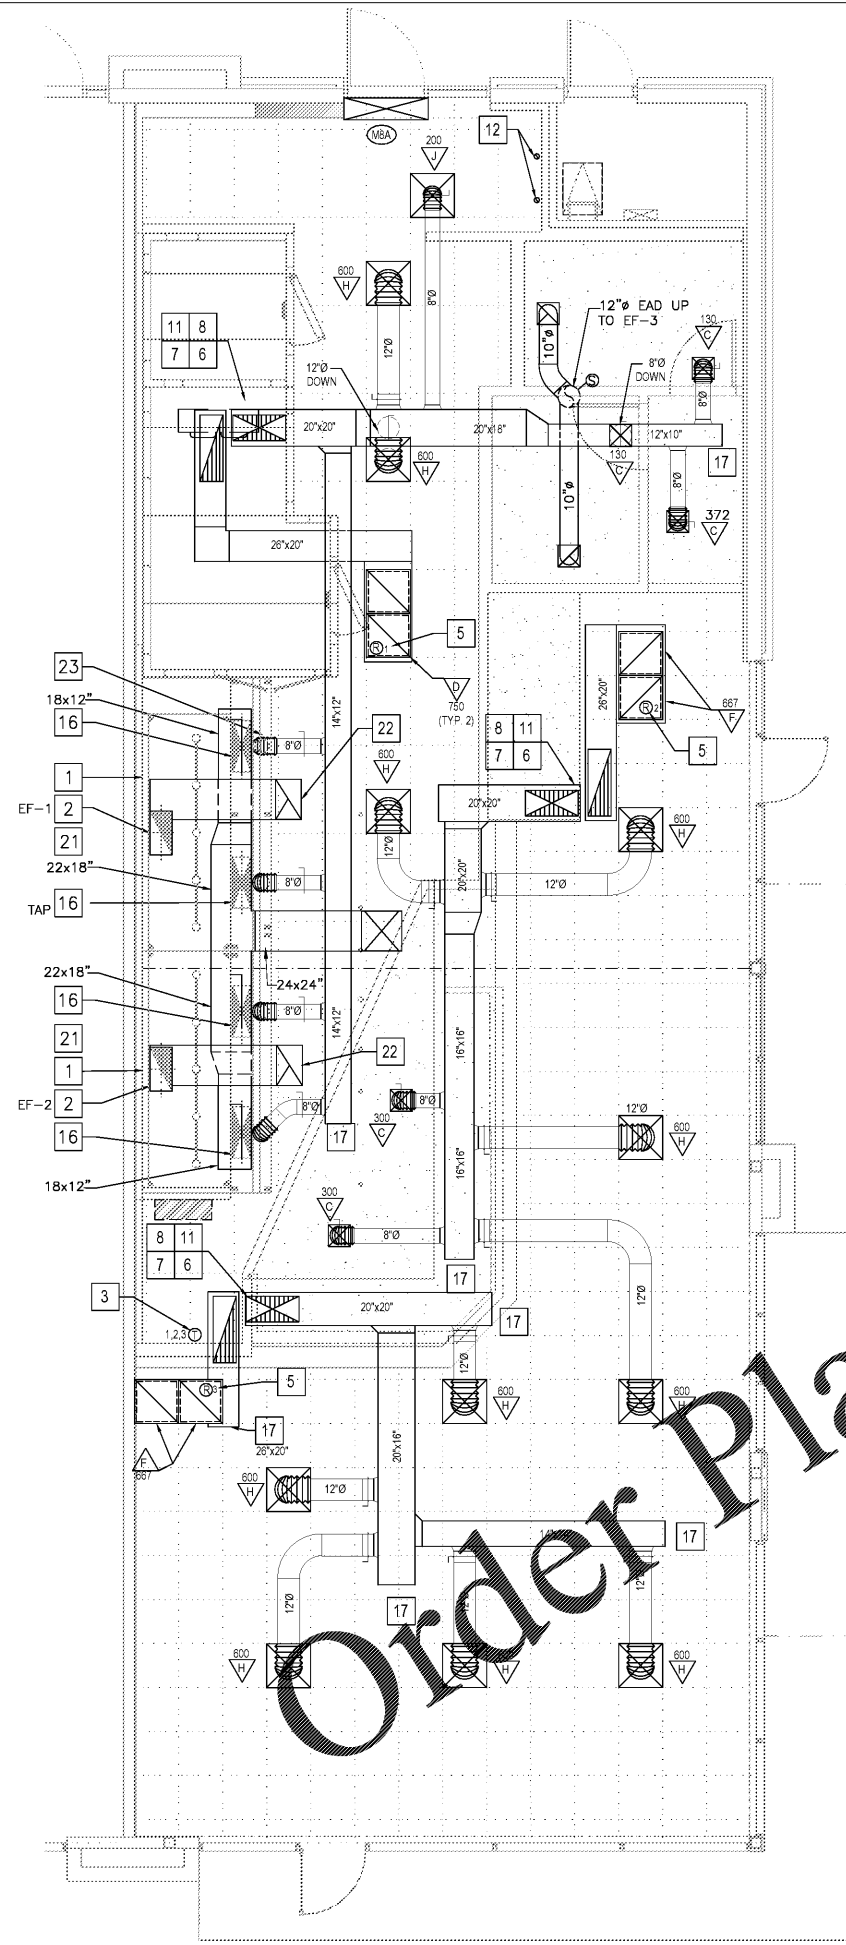 M8A
200
J
12
600
H
8"Ø
12"Ø EAD UP
TO EF-3
10"Ø
12"Ø
130
C
11 8
7 6
12"Ø
DOWN
S
8"Ø
DOWN
8"Ø
20"x20"
20"x18"
12"x10"
600
H
130
C
17
10"Ø
8"Ø
372
C
26"x20"
R 1
5
D
750
(TYP. 2)
23
18x12"
16
8"Ø
14"x12"
22
8 11
7 6
26"x20"
R 2
667
F
5
1
EF-1
2
21
22x18"
TAP
16
8"Ø
600
H
12"Ø
20"x20"
20"x20"
12"Ø
600
H
22x18"
24x24"
16
8"Ø
14"x12"
16"x16"
21
1
EF-2
2
22
16
18x12"
8"Ø
17
8"Ø
300
C
16"x16"
12"Ø
600
H
300
C
8"Ø
8 11
7 6
17
12"Ø
3
1,2,3 T
20"x20"
17
12"Ø
R 3
5
600
H
600
H
F
667
17
26"x20"
20"x16"
600
H
12"Ø
17
12"Ø
12"Ø
17
600
H
H
600
H
Order Pla